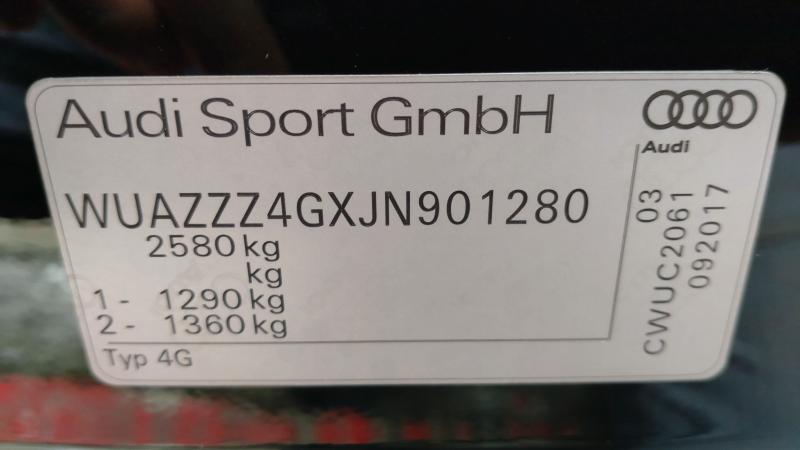 Audi Sport GmbH
Audi
WUAZZZ4GXJN901280
2580 kg
kg
1 - 1290 kg
2 - 1360 kg
Typ 4G
03
CWUC2061
092017